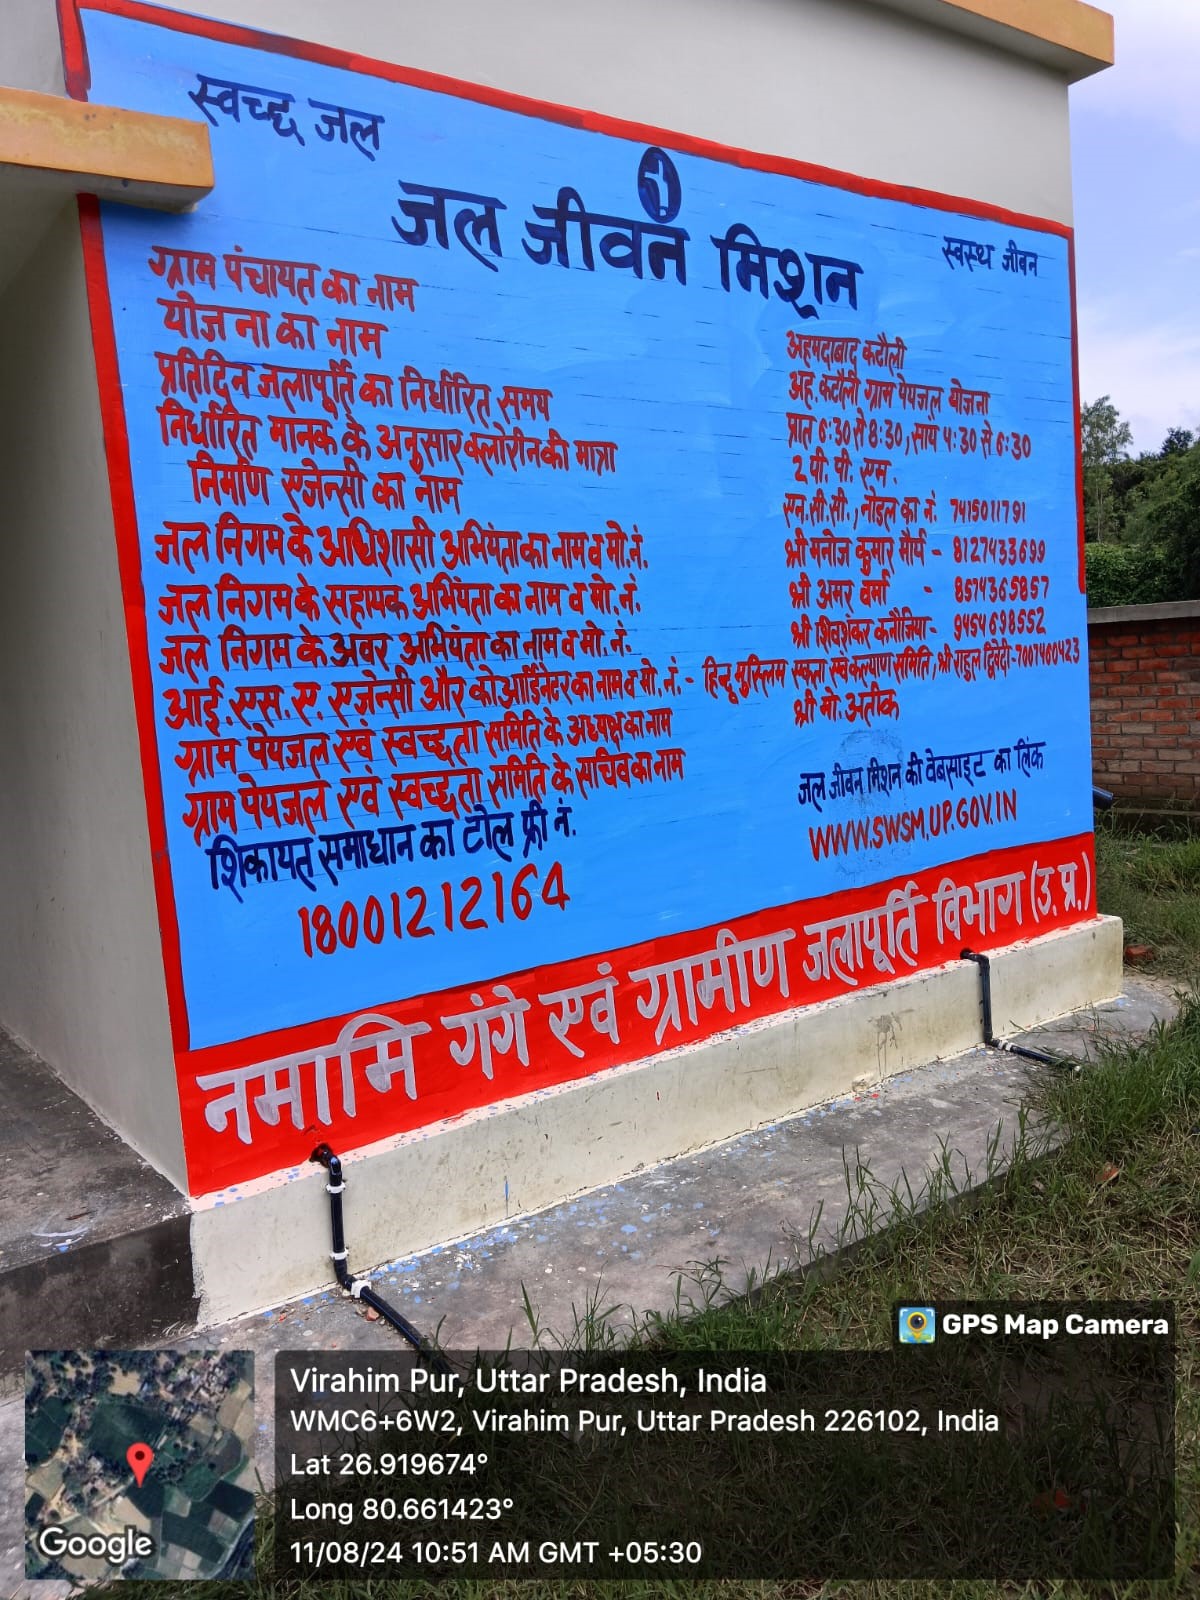 स्वच्छ जल
जल जीवन मिशन
स्वस्थ जीवन
ग्राम पंचायत का नाम
अहमदाबाद कटौली
योजना का नाम
अह. कटौली ग्राम पेयजल योजना
प्रतिदिन जलापूर्ति का निर्धारित समय
प्रात 6:30 से 8:30, साय 4:30 से 6:30
निर्धारित मानक के अनुसार क्लोरीन की मात्रा
2 पी. पी. एम.
निर्माण एजेन्सी का नाम
एन.सी.सी., नोडल का नं. 7415011791
जल निगम के अधिशासी अभियंता का नाम व मो.नं.
श्री मनोज कुमार मौर्य - 8127433699
जल निगम के सहायक अभियंता का नाम व मो. नं.
श्री अमर वर्मा - 8574365857
जल निगम के अवर अभियंता का नाम व मो. नं.
श्री शिवशंकर कनौजिया - 9454698552
आई. एस. ए. एजेन्सी और कोआर्डिनेटर का नाम व मो. नं. - हिन्दू मुस्लिम एकता एवं कल्याण समिति, श्री राहुल द्विवेदी - 7007400423
ग्राम पेयजल एवं स्वच्छता समिति के अध्यक्ष का नाम
श्री मो. अतीक
ग्राम पेयजल एवं स्वच्छता समिति के सचिव का नाम
शिकायत समाधान का टोल फ्री नं.
18001212164
जल जीवन मिशन की वेबसाइट का लिंक
WWW.SWSM.UP.GOV.IN
नमामि गंगे एवं ग्रामीण जलापूर्ति विभाग (उ. प्र.)
GPS Map Camera
Virahim Pur, Uttar Pradesh, India
WMC6+6W2, Virahim Pur, Uttar Pradesh 226102, India
Lat 26.919674°
Long 80.661423°
11/08/24 10:51 AM GMT +05:30
Google